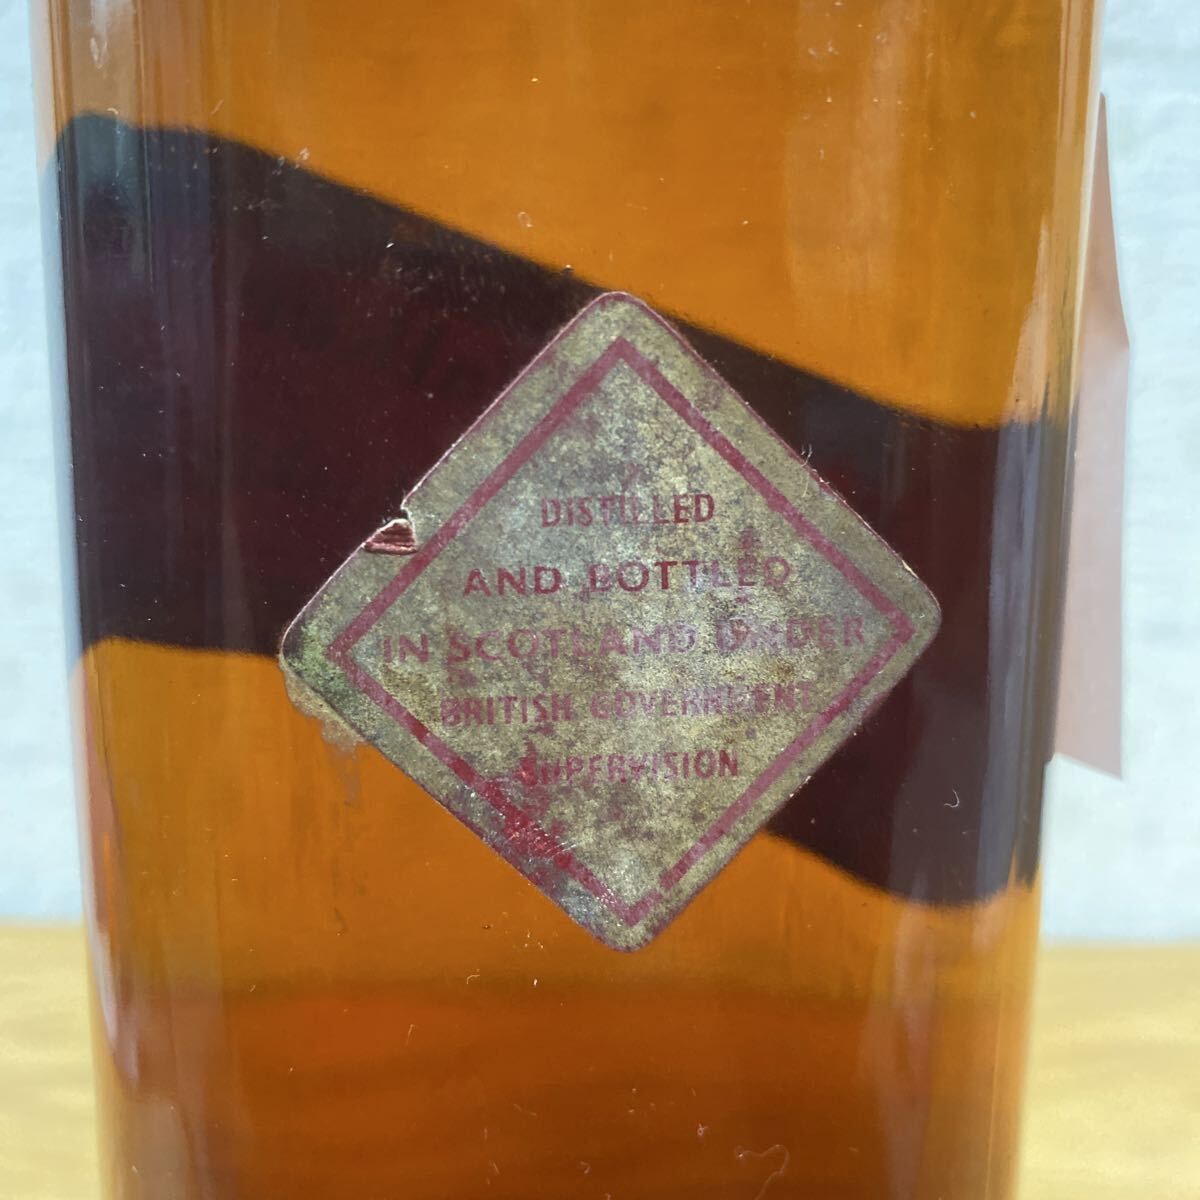 DISTILLED
AND BOTTLED
IN SCOTLAND UNDER
BRITISH GOVERNMENT
SUPERVISION